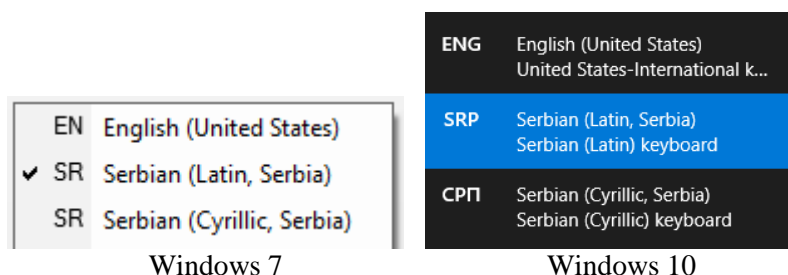 EN English (United States)
SR Serbian (Latin, Serbia)
SR Serbian (Cyrillic, Serbia)
Windows 7
ENG English (United States)
United States-International k...
SRP Serbian (Latin, Serbia)
Serbian (Latin) keyboard
СРП Serbian (Cyrillic, Serbia)
Serbian (Cyrillic) keyboard
Windows 10